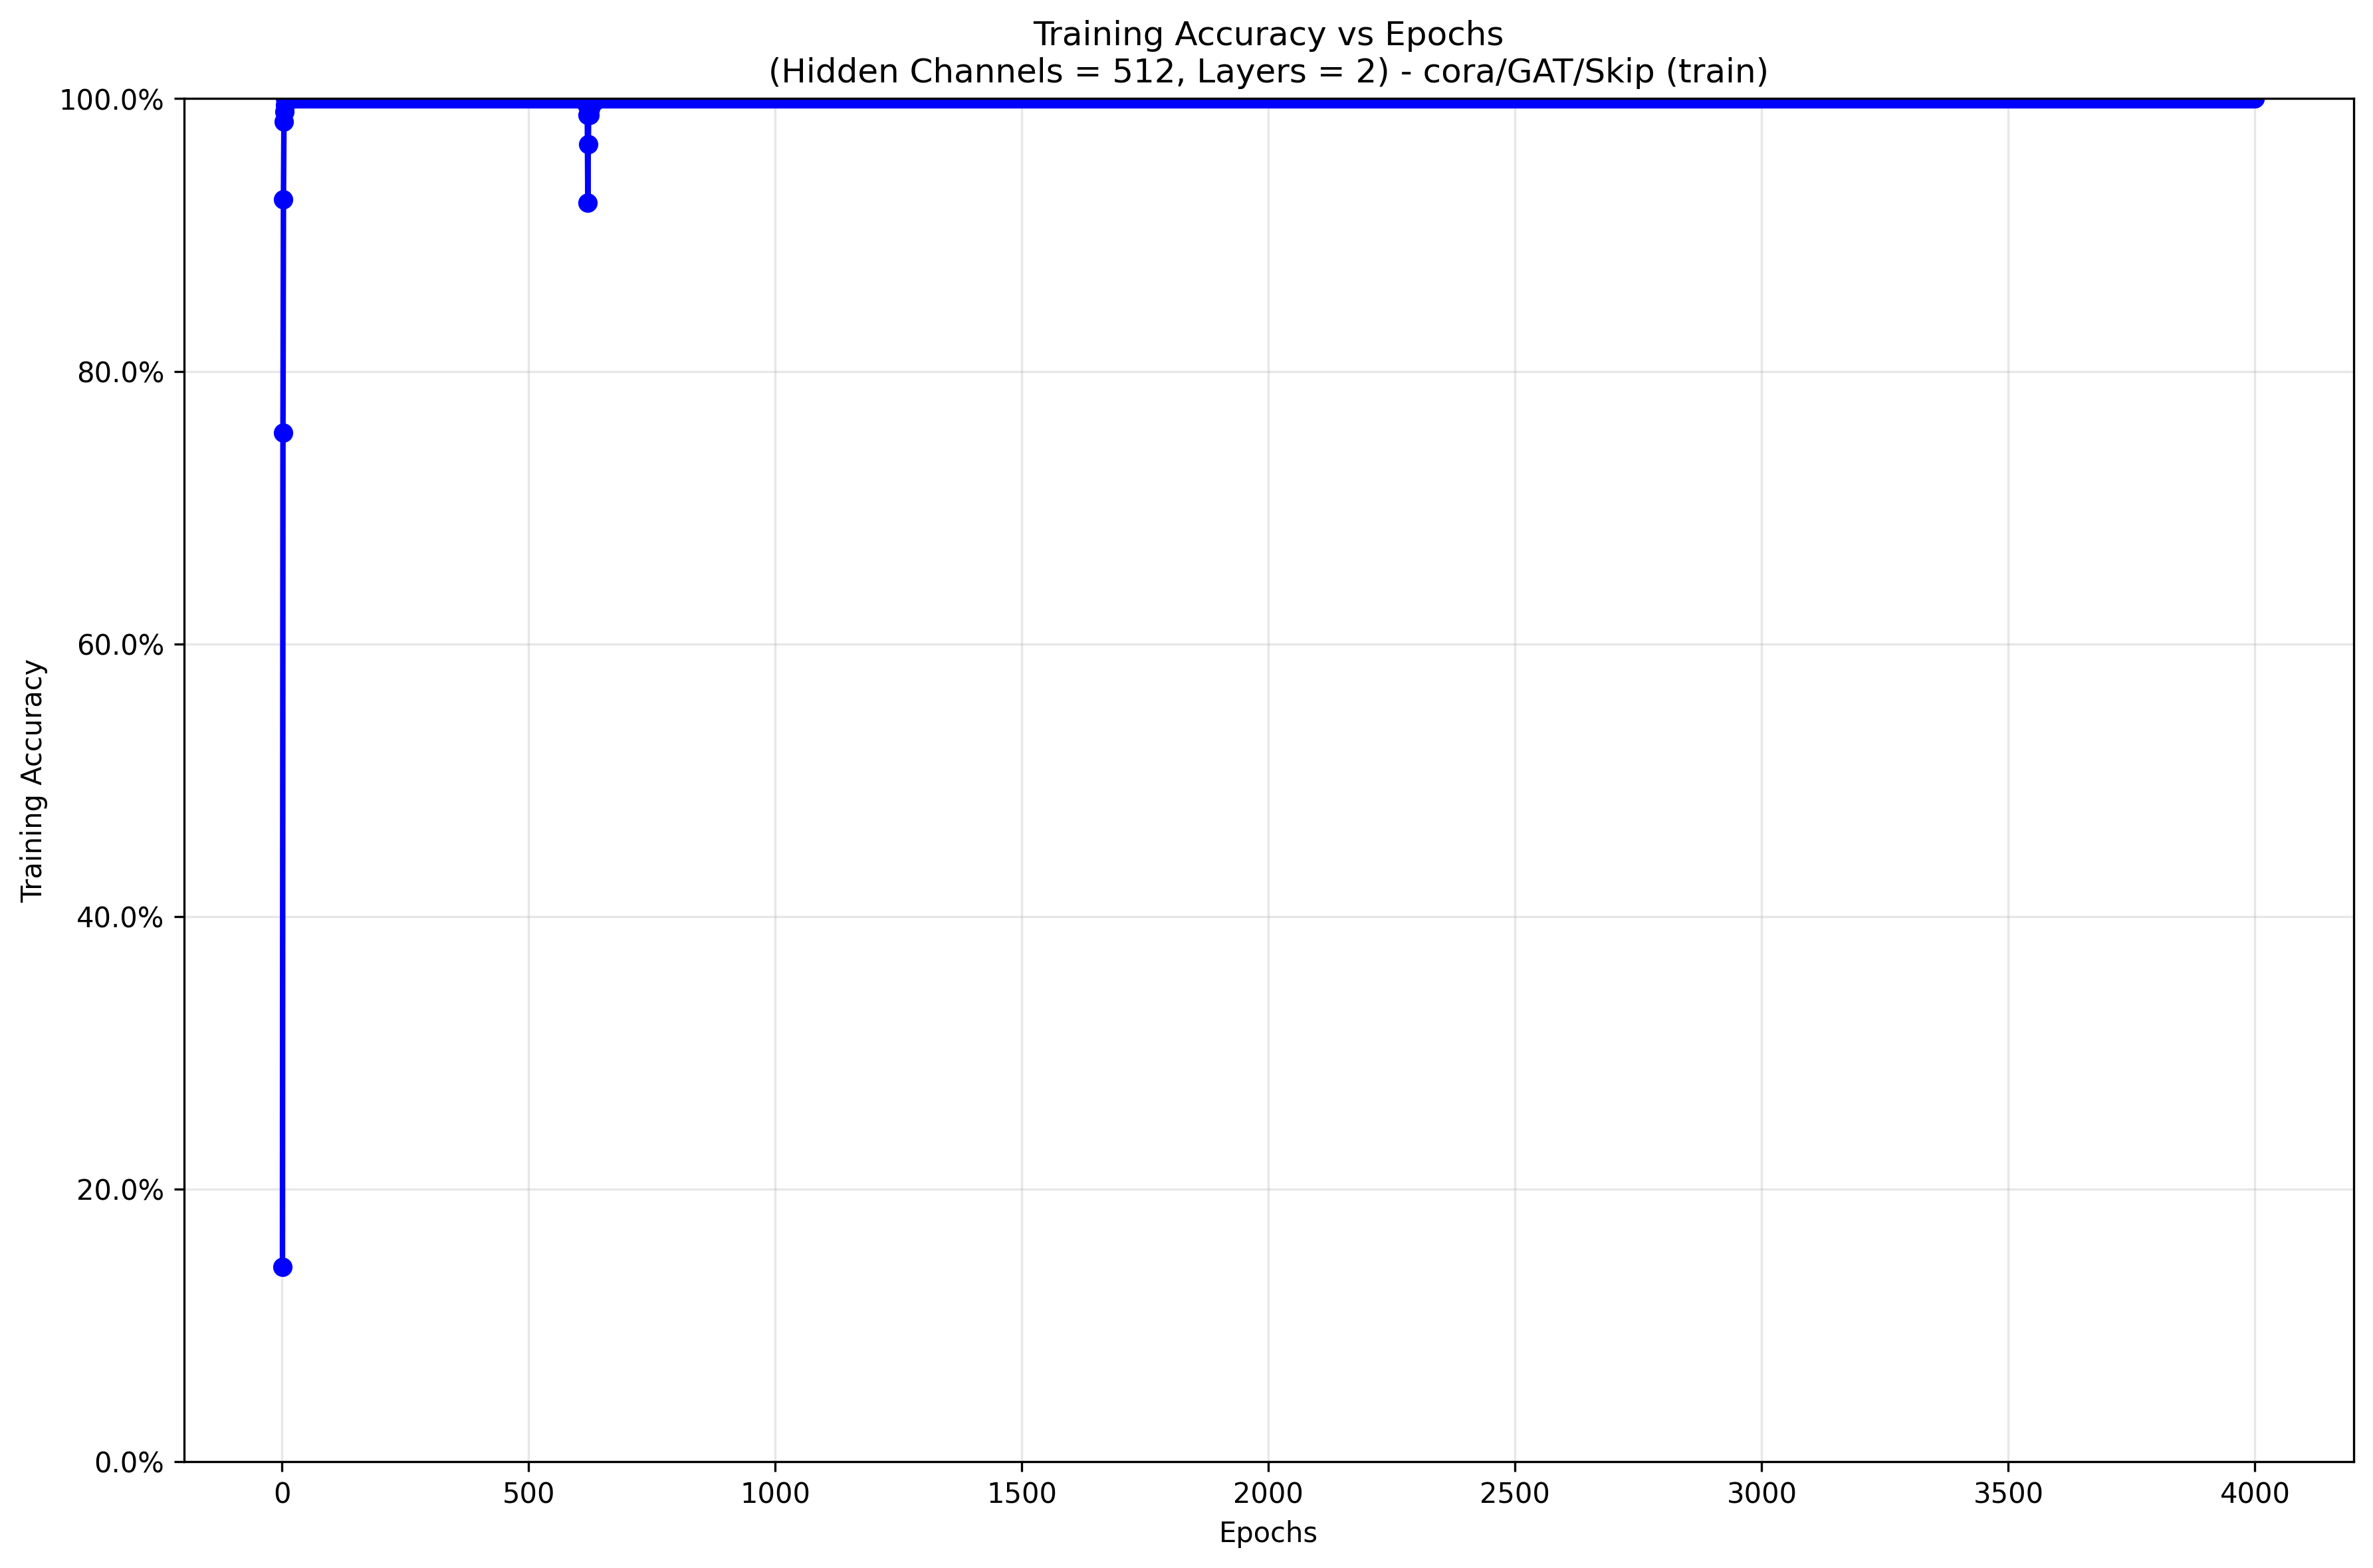 Training Accuracy vs Epochs
(Hidden Channels = 512, Layers = 2) - cora/GAT/Skip (train)
Training Accuracy
100.0%
80.0%
60.0%
40.0%
20.0%
0.0%
0 500 1000 1500 2000 2500 3000 3500 4000
Epochs